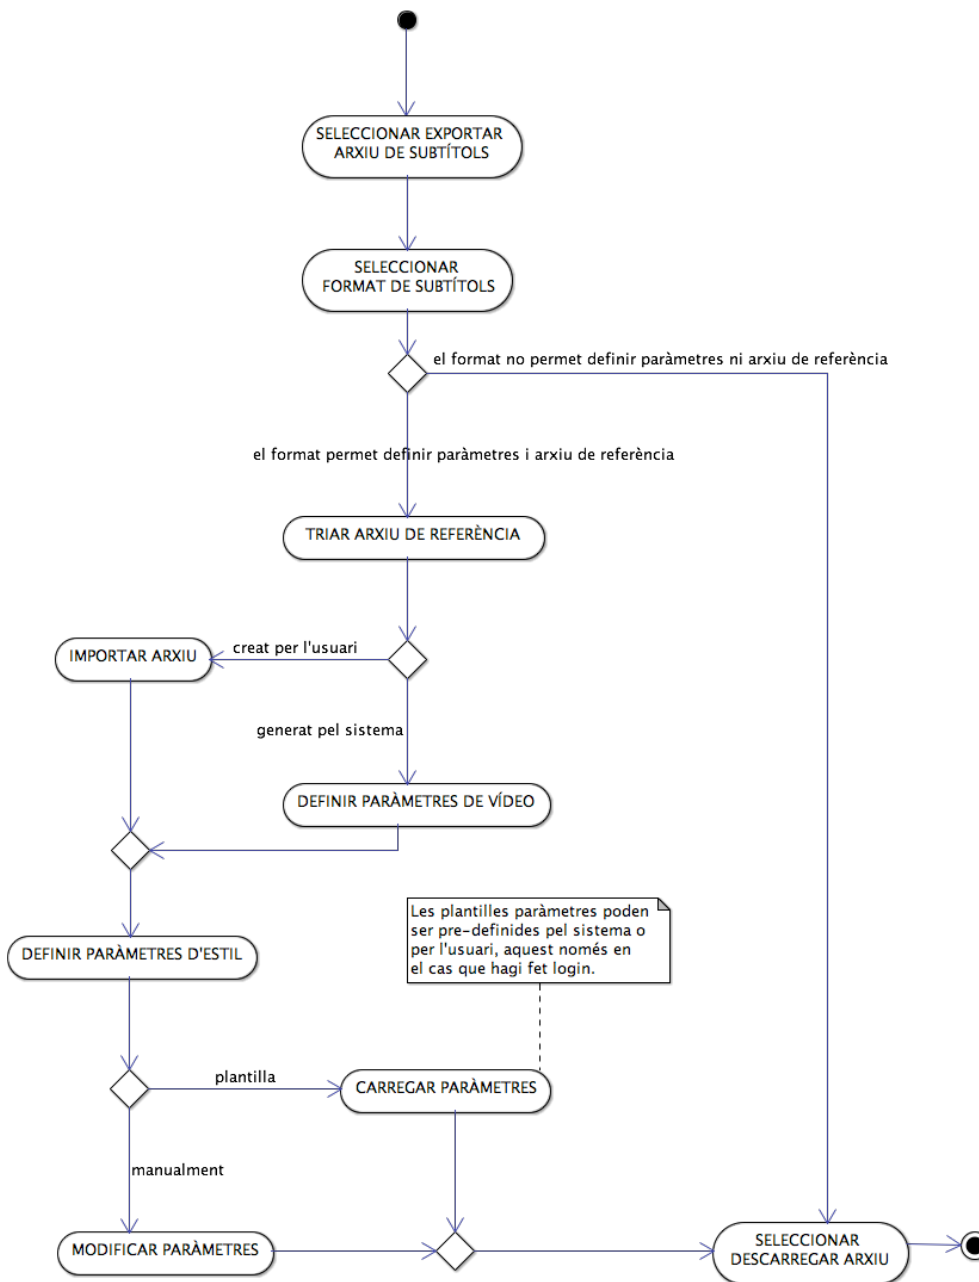 SELECCIONAR EXPORTAR
ARXIU DE SUBTÍTOLS
SELECCIONAR
FORMAT DE SUBTÍTOLS
el format no permet definir paràmetres ni arxiu de referència
el format permet definir paràmetres i arxiu de referència
TRIAR ARXIU DE REFERÈNCIA
IMPORTAR ARXIU
creat per l'usuari
generat pel sistema
DEFINIR PARÀMETRES DE VÍDEO
Les plantilles paràmetres poden
ser pre-definides pel sistema o
per l'usuari, aquest només en
el cas que hagi fet login.
DEFINIR PARÀMETRES D'ESTIL
plantilla
CARREGAR PARÀMETRES
manualment
MODIFICAR PARÀMETRES
SELECCIONAR
DESCARREGAR ARXIU